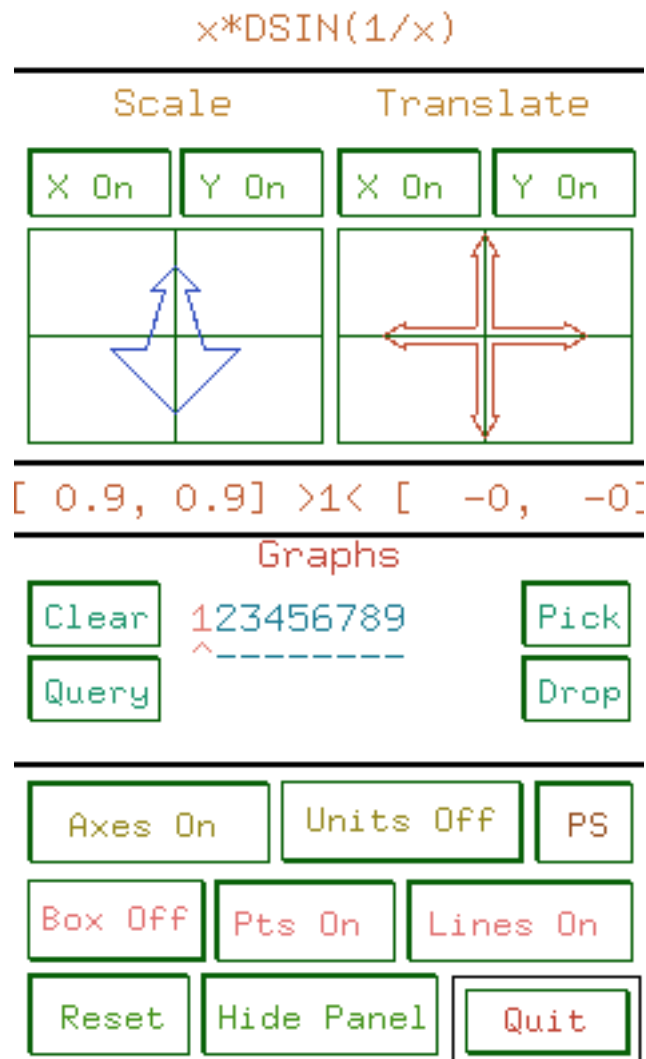 x*DSIN(1/x)
Scale Translate
X On Y On X On Y On
[ 0.9, 0.9] >1< [ -0, -0]
Graphs
Clear 123456789 Pick
^________
Query Drop
Axes On Units Off PS
Box Off Pts On Lines On
Reset Hide Panel Quit